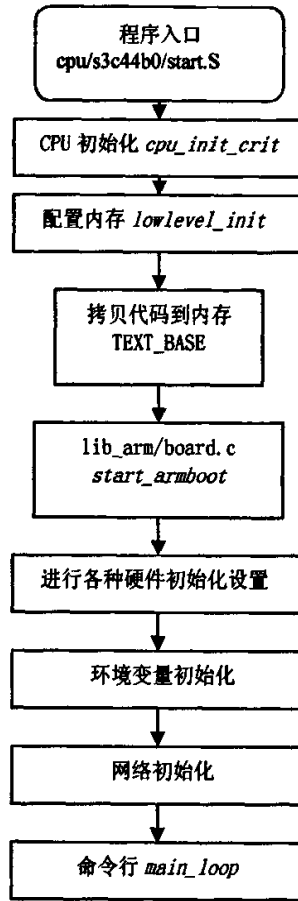 程序入口
cpu/s3c44b0/start.S
CPU 初始化 cpu_init_crit
配置内存 lowlevel_init
拷贝代码到内存
TEXT_BASE
lib_arm/board.c
start_armboot
进行各种硬件初始化设置
环境变量初始化
网络初始化
命令行 main_loop